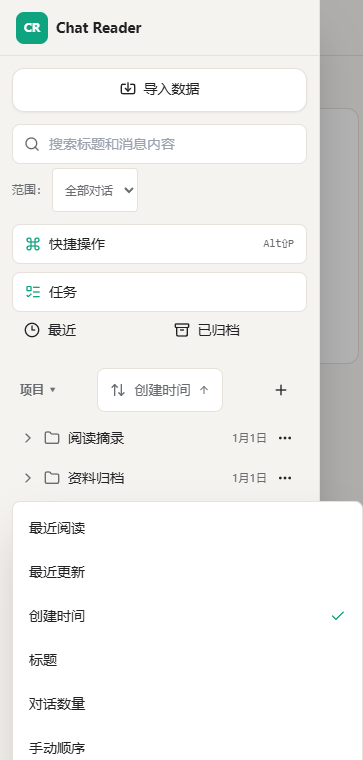 CR Chat Reader
导入数据
搜索标题和消息内容
范围: 全部对话
快捷操作 Alt⇧P
任务
最近 已归档
项目 创建时间 ↑ +
阅读摘录 1月1日 ···
资料归档 1月1日 ···
最近阅读
最近更新
创建时间
标题
对话数量
手动顺序